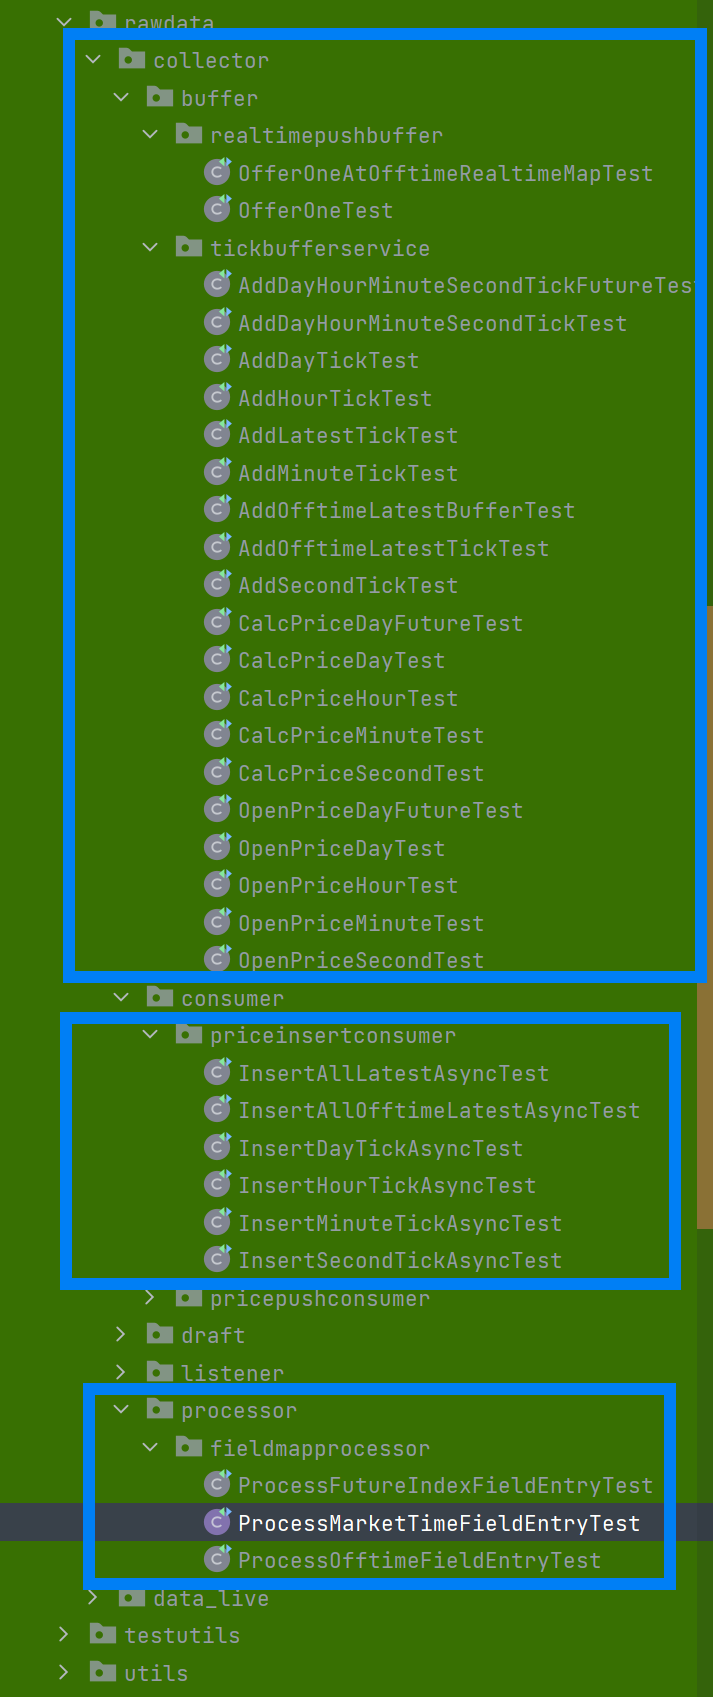 rawdata
collector
buffer
realtimepushbuffer
OfferOneAtOfftimeRealtimeMapTest
OfferOneTest
tickbufferservice
AddDayHourMinuteSecondTickFutureTest
AddDayHourMinuteSecondTickTest
AddDayTickTest
AddHourTickTest
AddLatestTickTest
AddMinuteTickTest
AddOfftimeLatestBufferTest
AddOfftimeLatestTickTest
AddSecondTickTest
CalcPriceDayFutureTest
CalcPriceDayTest
CalcPriceHourTest
CalcPriceMinuteTest
CalcPriceSecondTest
OpenPriceDayFutureTest
OpenPriceDayTest
OpenPriceHourTest
OpenPriceMinuteTest
OpenPriceSecondTest
consumer
priceinsertconsumer
InsertAllLatestAsyncTest
InsertAllOfftimeLatestAsyncTest
InsertDayTickAsyncTest
InsertHourTickAsyncTest
InsertMinuteTickAsyncTest
InsertSecondTickAsyncTest
pricepushconsumer
draft
listener
processor
fieldmapprocessor
ProcessFutureIndexFieldEntryTest
ProcessMarketTimeFieldEntryTest
ProcessOfftimeFieldEntryTest
data_live
testutils
utils